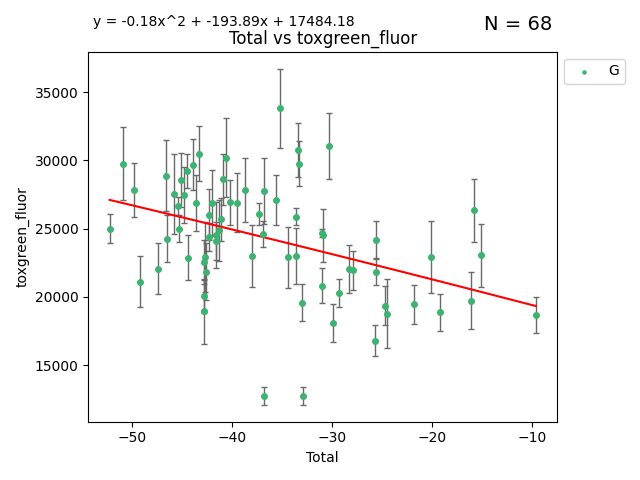 y = -0.18x^2 + -193.89x + 17484.18
N = 68
Total vs toxgreen_fluor
G
toxgreen_fluor
35000
30000
25000
20000
15000
−50
−40
−30
−20
−10
Total